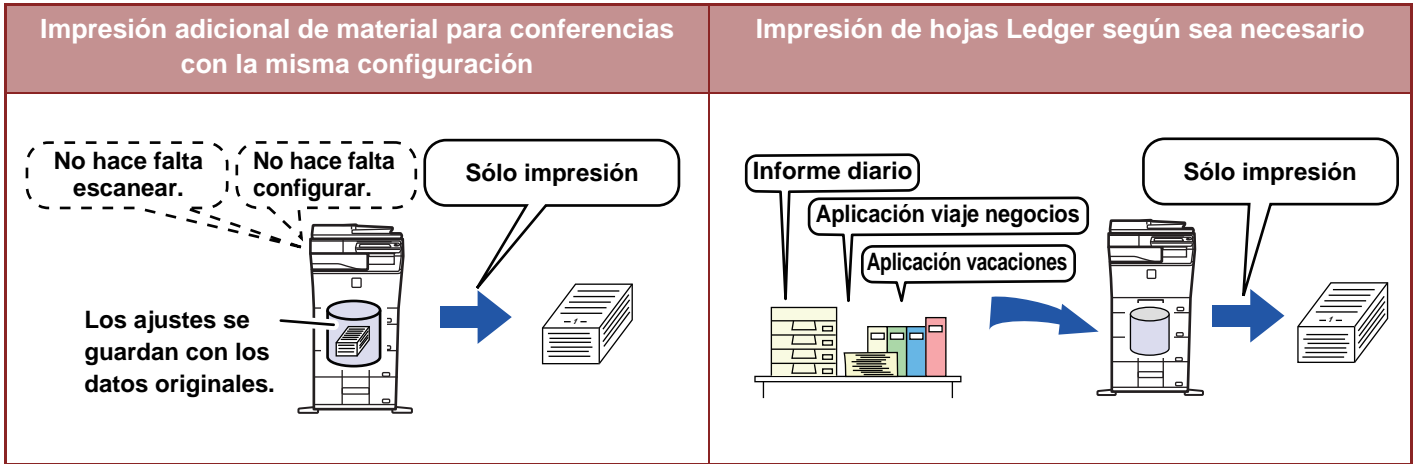 Impresión adicional de material para conferencias
con la misma configuración
Impresión de hojas Ledger según sea necesario
No hace falta
escanear.
No hace falta
configurar.
Sólo impresión
Los ajustes se
guardan con los
datos originales.
-1-
Informe diario
Aplicación viaje negocios
Aplicación vacaciones
Sólo impresión
-1-